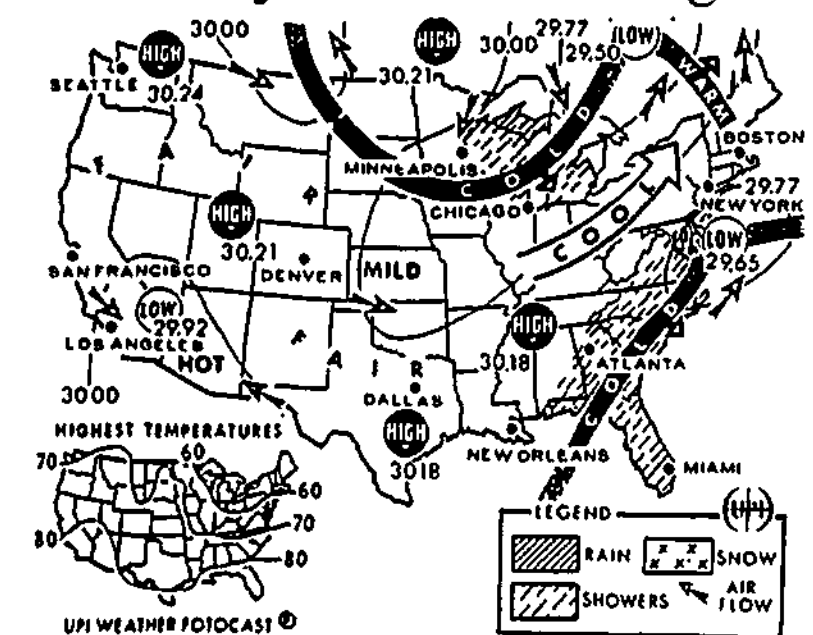 HIGH
30.00
HIGH
30.00
29.77
29.50
LOW
SEATTLE
30.24
30.21
WARM
COLD
BOSTON
MINNEAPOLIS
29.77
NEW YORK
CHICAGO
COOL
HIGH
30.21
DENVER
MILD
LOW
29.65
SAN FRANCISCO
LOW
29.92
LOS ANGELES
HOT
30.00
FAIR
FAIR
HIGH
30.18
ATLANTA
COLD
DALLAS
HIGH
30.18
NEW ORLEANS
MIAMI
HIGHEST TEMPERATURES
70
60
60
70
80
80
LEGEND
RAIN
SNOW
SHOWERS
AIR FLOW
UPI WEATHER FOTOCAST ®